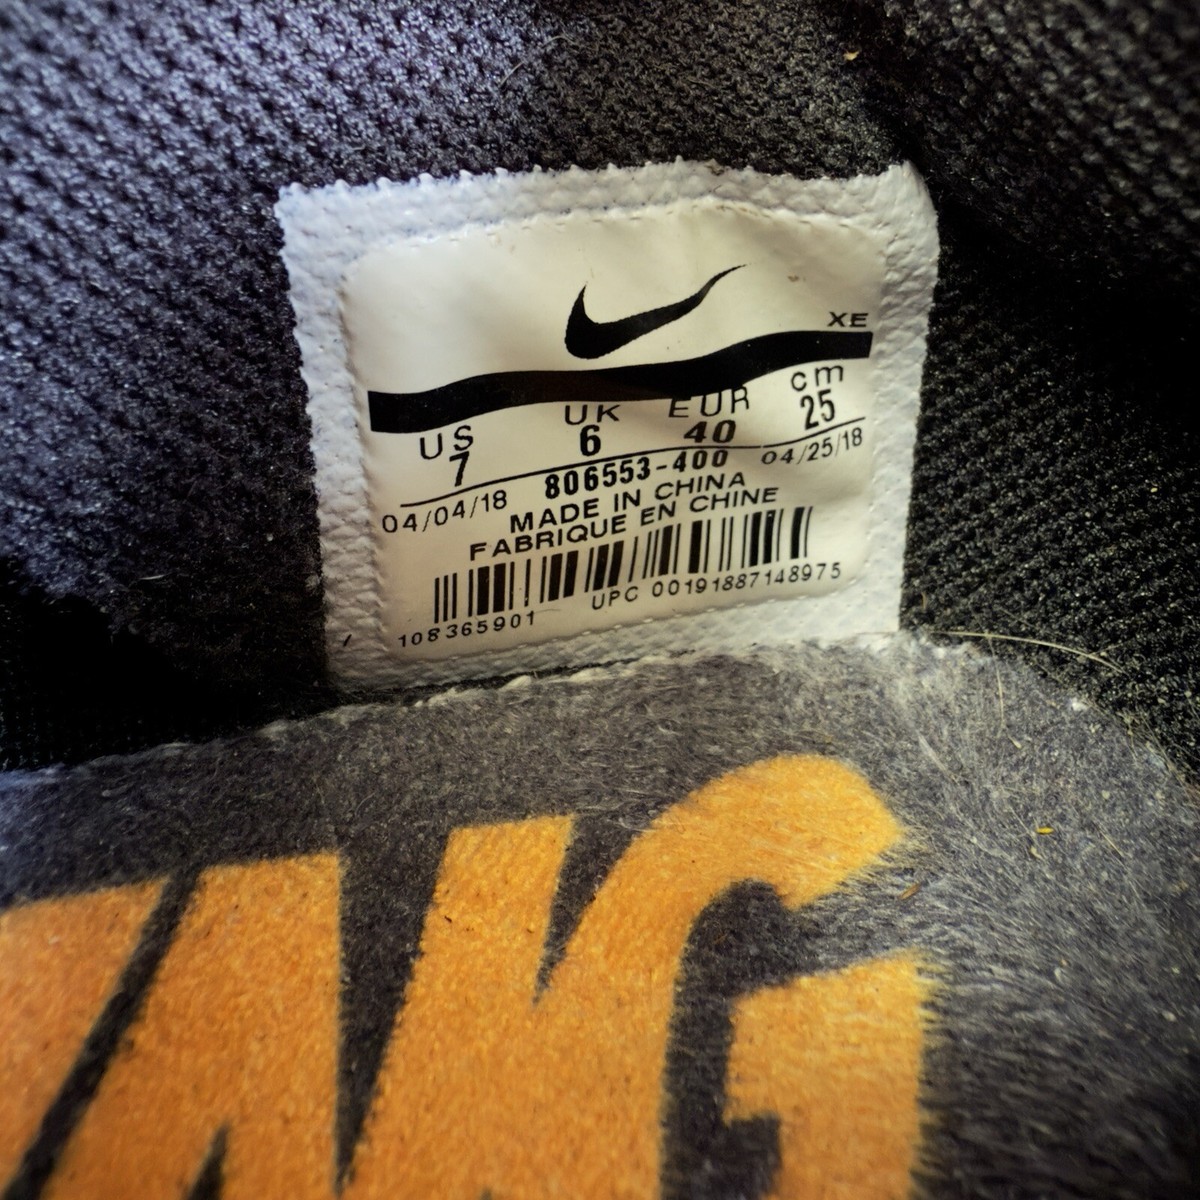 XE
US UK EUR cm
7 6 40 25
04/04/18 806553-400 04/25/18
MADE IN CHINA
FABRIQUE EN CHINE
108365901 UPC 00191887148975